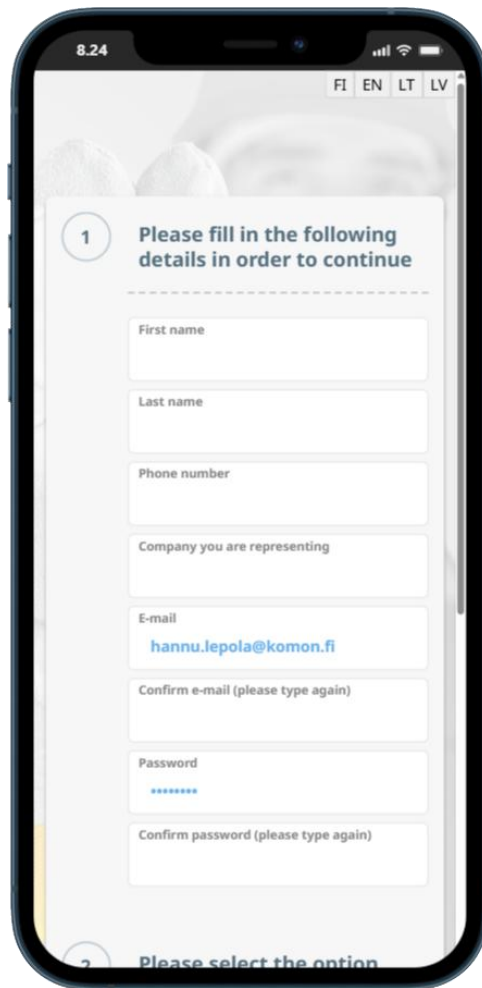 8.24
FI EN LT LV
1
Please fill in the following
details in order to continue
First name
Last name
Phone number
Company you are representing
E-mail
hannu.lepola@komon.fi
Confirm e-mail (please type again)
Password
••••••••
Confirm password (please type again)
2
Please select the option